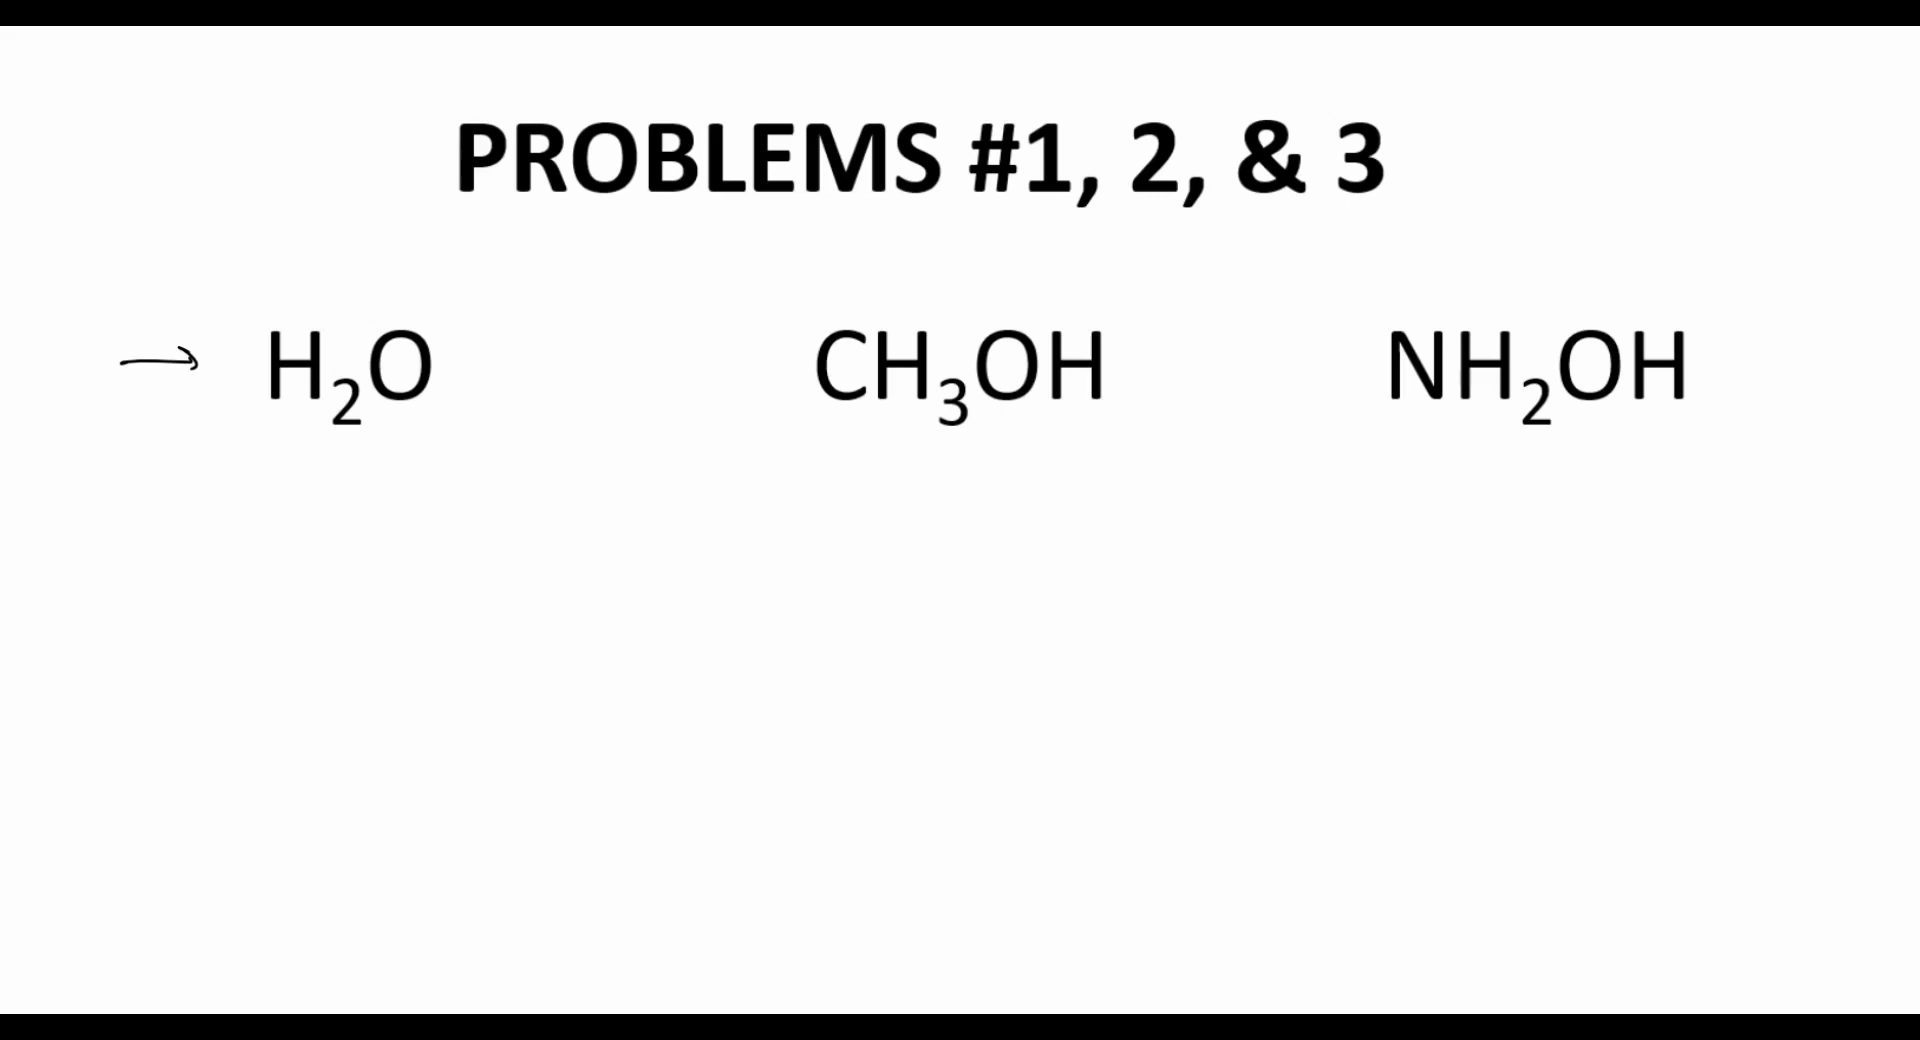 PROBLEMS #1, 2, & 3
→ H₂O CH₃OH NH₂OH